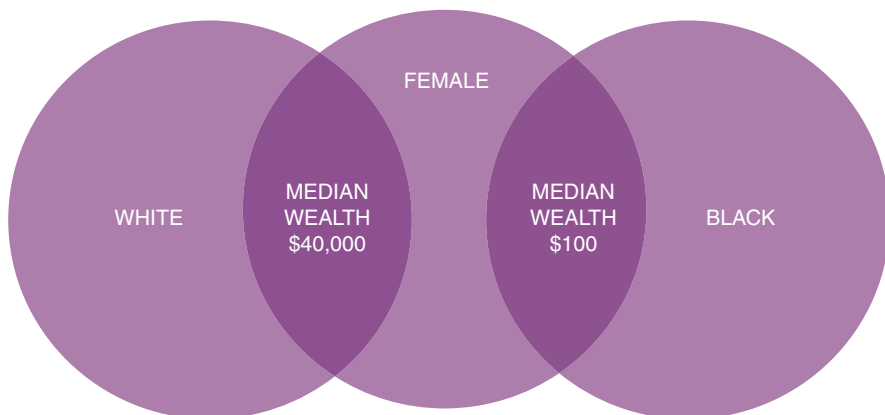 FEMALE
WHITE
MEDIAN
WEALTH
$40,000
MEDIAN
WEALTH
$100
BLACK